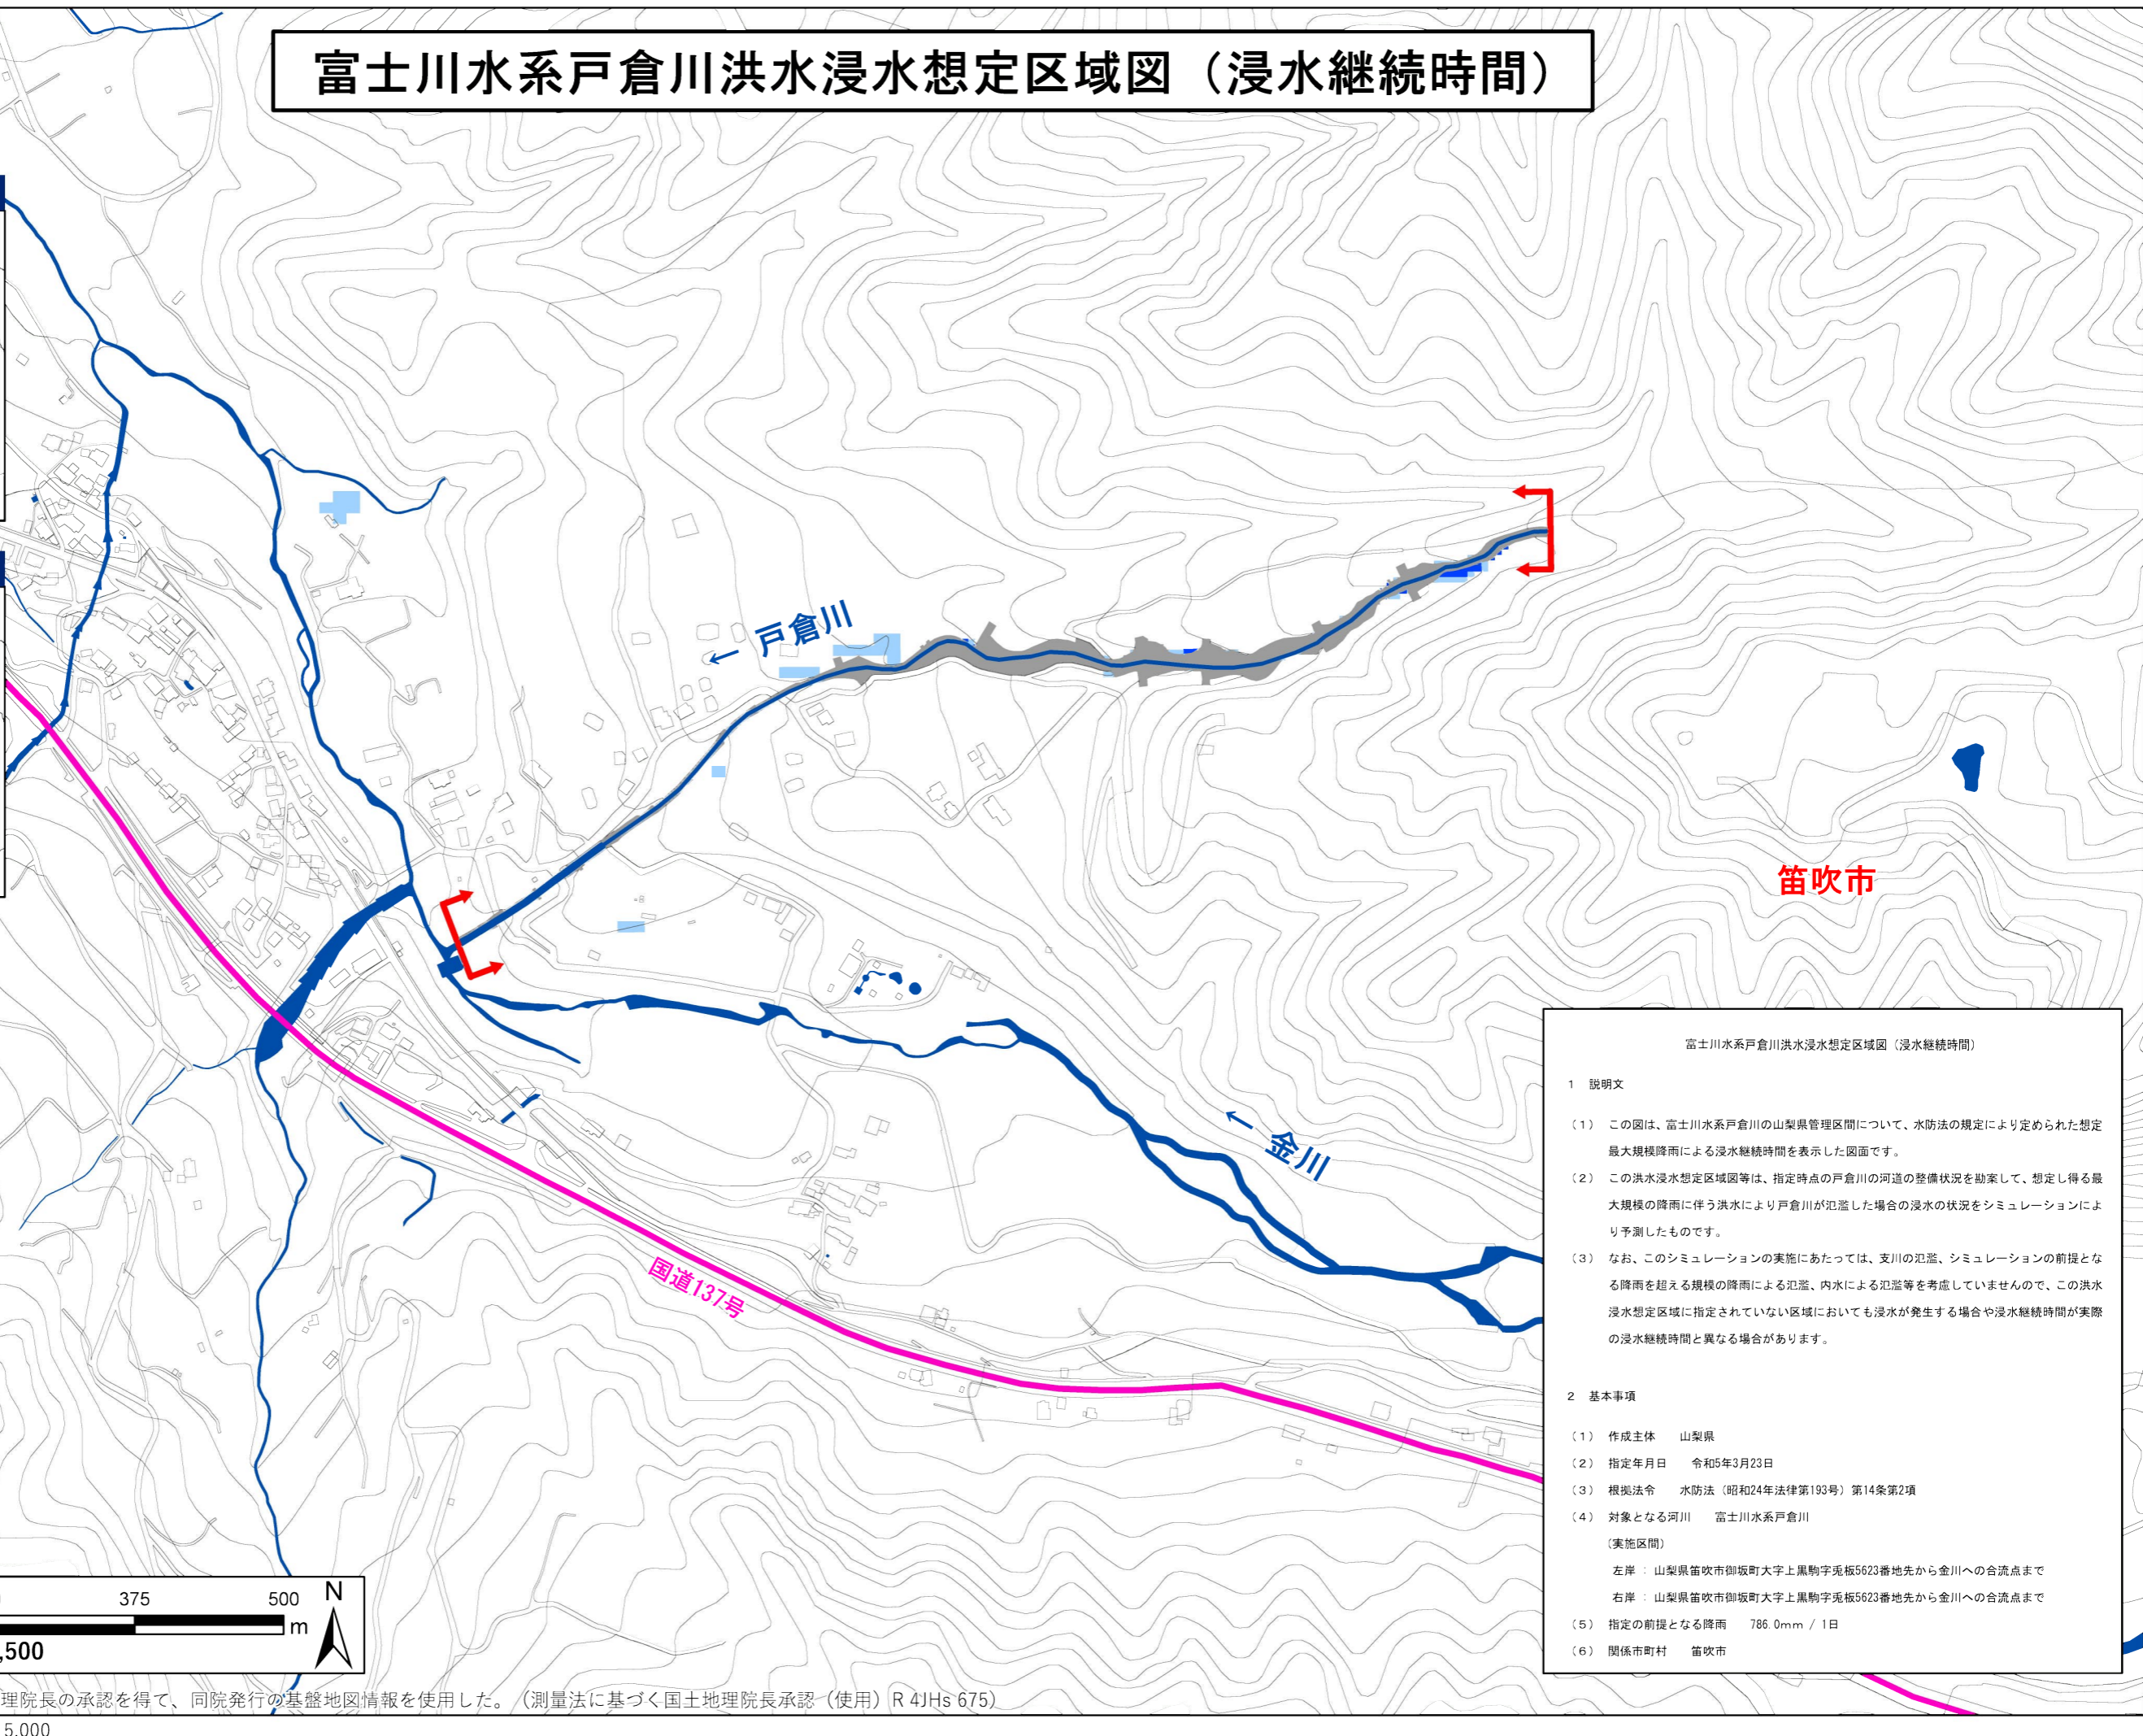 富士川水系戸倉川洪水浸水想定区域図（浸水継続時間）
戸倉川
笛吹市
金川
国道137号
富士川水系戸倉川洪水浸水想定区域図（浸水継続時間）
1 説明文
（1） この図は、富士川水系戸倉川の山梨県管理区間について、水防法の規定により定められた想定
最大規模降雨による浸水継続時間を表示した図面です。
（2） この洪水浸水想定区域図等は、指定時点の戸倉川の河道の整備状況を勘案して、想定し得る最
大規模の降雨に伴う洪水により戸倉川が氾濫した場合の浸水の状況をシミュレーションによ
り予測したものです。
（3） なお、このシミュレーションの実施にあたっては、支川の氾濫、シミュレーションの前提とな
る降雨を超える規模の降雨による氾濫、内水による氾濫等を考慮していませんので、この洪水
浸水想定区域に指定されていない区域においても浸水が発生する場合や浸水継続時間が実際
の浸水継続時間と異なる場合があります。
2 基本事項
（1） 作成主体 山梨県
（2） 指定年月日 令和5年3月23日
（3） 根拠法令 水防法（昭和24年法律第193号）第14条第2項
（4） 対象となる河川 富士川水系戸倉川
（実施区間）
左岸 ： 山梨県笛吹市御坂町大字上黒駒字兎板5623番地先から金川への合流点まで
右岸 ： 山梨県笛吹市御坂町大字上黒駒字兎板5623番地先から金川への合流点まで
（5） 指定の前提となる降雨 786.0mm / 1日
（6） 関係市町村 笛吹市
375 500 N
m
,500
理院長の承認を得て、同院発行の基盤地図情報を使用した。（測量法に基づく国土地理院長承認（使用）R 4JHs 675）
5,000